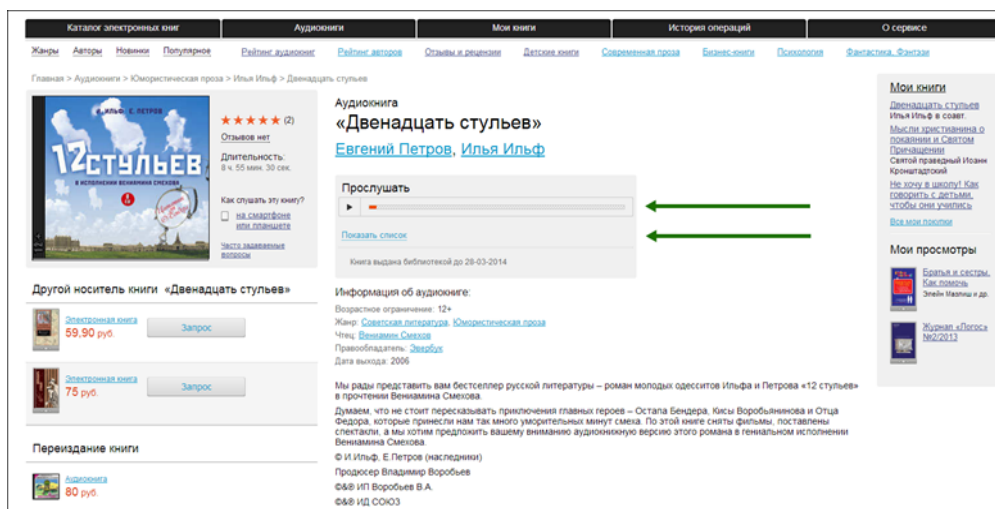 Каталог электронных книг
Аудиокниги
Мои книги
История операций
О сервисе
Жанры Авторы Новинки Популярное Рейтинг аудиокниг Рейтинг авторов Отзывы и рецензии Детские книги Современная проза Бизнес-книги Психология Фантастика, Фэнтэзи
Главная > Аудиокниги > Юмористическая проза > Илья Ильф > Двенадцать стульев
И. ИЛЬФ, Е. ПЕТРОВ
12 СТУЛЬЕВ
В ИСПОЛНЕНИИ ВЕНИАМИНА СМЕХОВА
(2)
Отзывов нет
Длительность:
8 ч. 55 мин. 30 сек.
Как слушать эту книгу?
на смартфоне
или планшете
Часто задаваемые
вопросы
Другой носитель книги «Двенадцать стульев»
Электронная книга
59,90 руб.
Запрос
Электронная книга
75 руб.
Запрос
Переиздание книги
Аудиокнига
80 руб.
Аудиокнига
«Двенадцать стульев»
Евгений Петров, Илья Ильф
Прослушать
Показать список
Книга выдана библиотекой до 28-03-2014
Информация об аудиокниге:
Возрастное ограничение: 12+
Жанр: Советская литература, Юмористическая проза
Чтец: Вениамин Смехов
Правообладатель: Звербук
Дата выхода: 2006
Мы рады представить вам бестселлер русской литературы – роман молодых одесситов Ильфа и Петрова «12 стульев»
в прочтении Вениамина Смехова.
Думаем, что не стоит пересказывать приключения главных героев – Остапа Бендера, Кисы Воробьянинова и Отца
Федора, которые принесли нам так много уморительных минут смеха. По этой книге сняты фильмы, поставлены
спектакли, а мы хотим предложить вашему вниманию аудиокнижную версию этого романа в гениальном исполнении
Вениамина Смехова.
© И.Ильф, Е.Петров (наследники)
Продюсер Владимир Воробьев
©&℗ ИП Воробьев В.А.
©&℗ ИД СОЮЗ
Мои книги
Двенадцать стульев
Илья Ильф в соавт.
Мысли христианина о
покаянии и Святом
Причащении
Святой праведный Иоанн
Кронштадтский
Не хочу в школу! Как
говорить с детьми,
чтобы они учились
Все мои покупки
Мои просмотры
Братья и сестры.
Как помочь
Элейн Мазлиш и др.
Журнал «Логос»
№2/2013